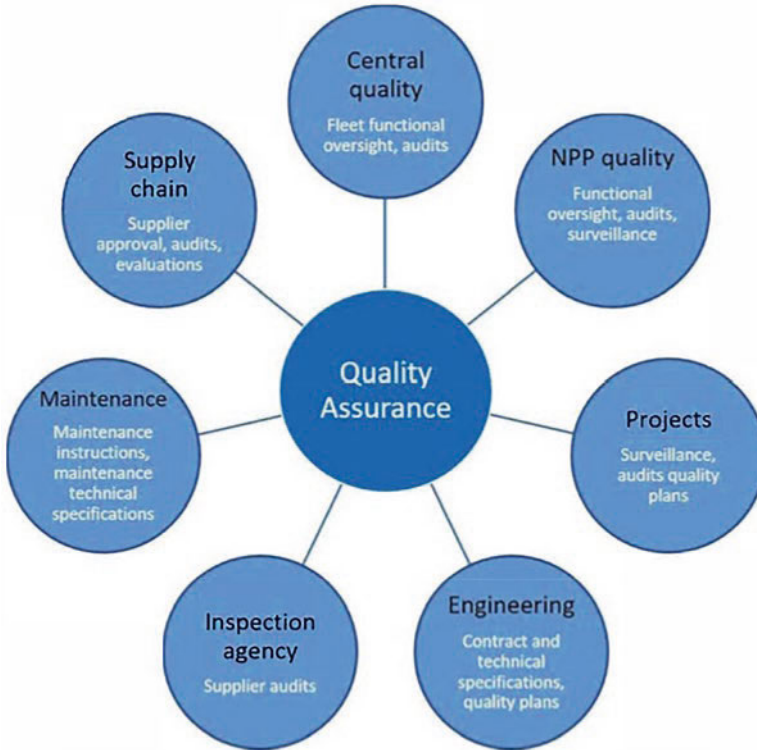 Central
quality
Fleet functional
oversight, audits
NPP quality
Functional
oversight, audits,
surveillance
Projects
Surveillance,
audits quality
plans
Engineering
Contract and
technical
specifications,
quality plans
Inspection
agency
Supplier audits
Maintenance
Maintenance
instructions,
maintenance
technical
specifications
Supply
chain
Supplier
approval, audits,
evaluations
Quality
Assurance